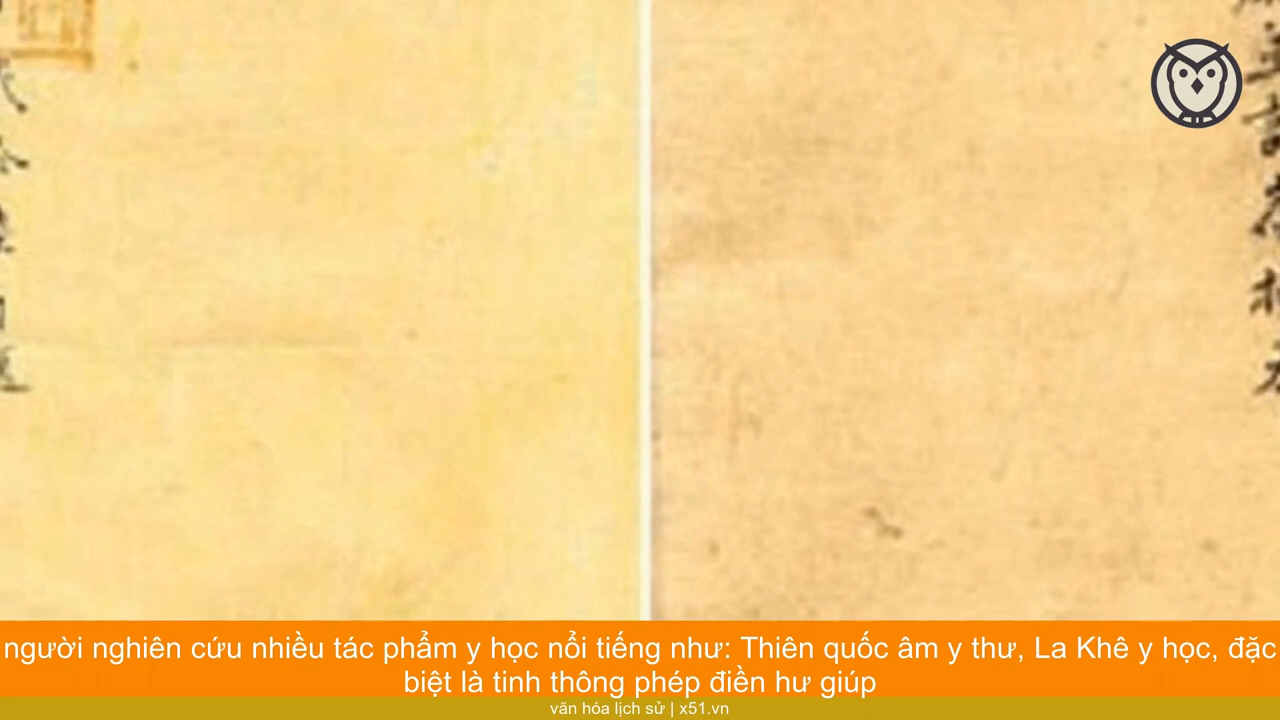 người nghiên cứu nhiều tác phẩm y học nổi tiếng như: Thiên quốc âm y thư, La Khê y học, đặc
biệt là tinh thông phép điền hư giúp
văn hóa lịch sử | x51.vn